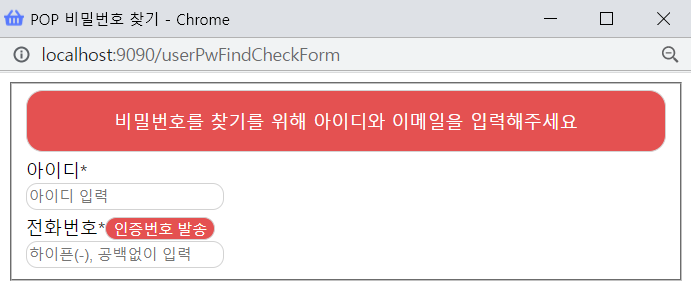 POP 비밀번호 찾기 - Chrome
localhost:9090/userPwFindCheckForm
비밀번호를 찾기를 위해 아이디와 이메일을 입력해주세요
아이디*
아이디 입력
전화번호*인증번호 발송
하이픈(-), 공백없이 입력